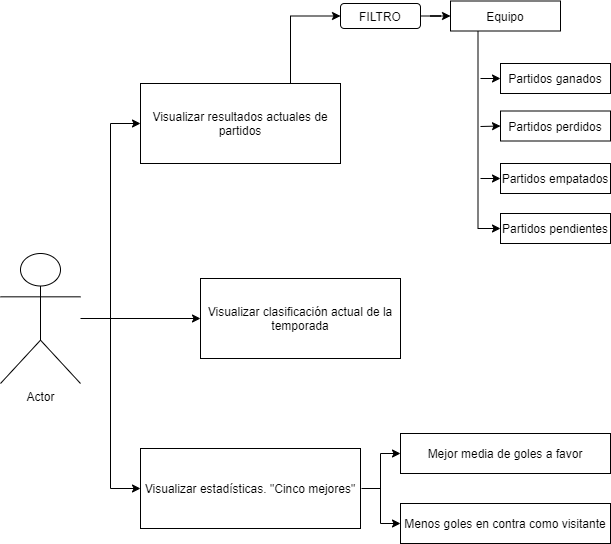 FILTRO
Equipo
Partidos ganados
Visualizar resultados actuales de
partidos
Partidos perdidos
Partidos empatados
Partidos pendientes
Visualizar clasificación actual de la
temporada
Actor
Mejor media de goles a favor
Visualizar estadísticas. "Cinco mejores"
Menos goles en contra como visitante